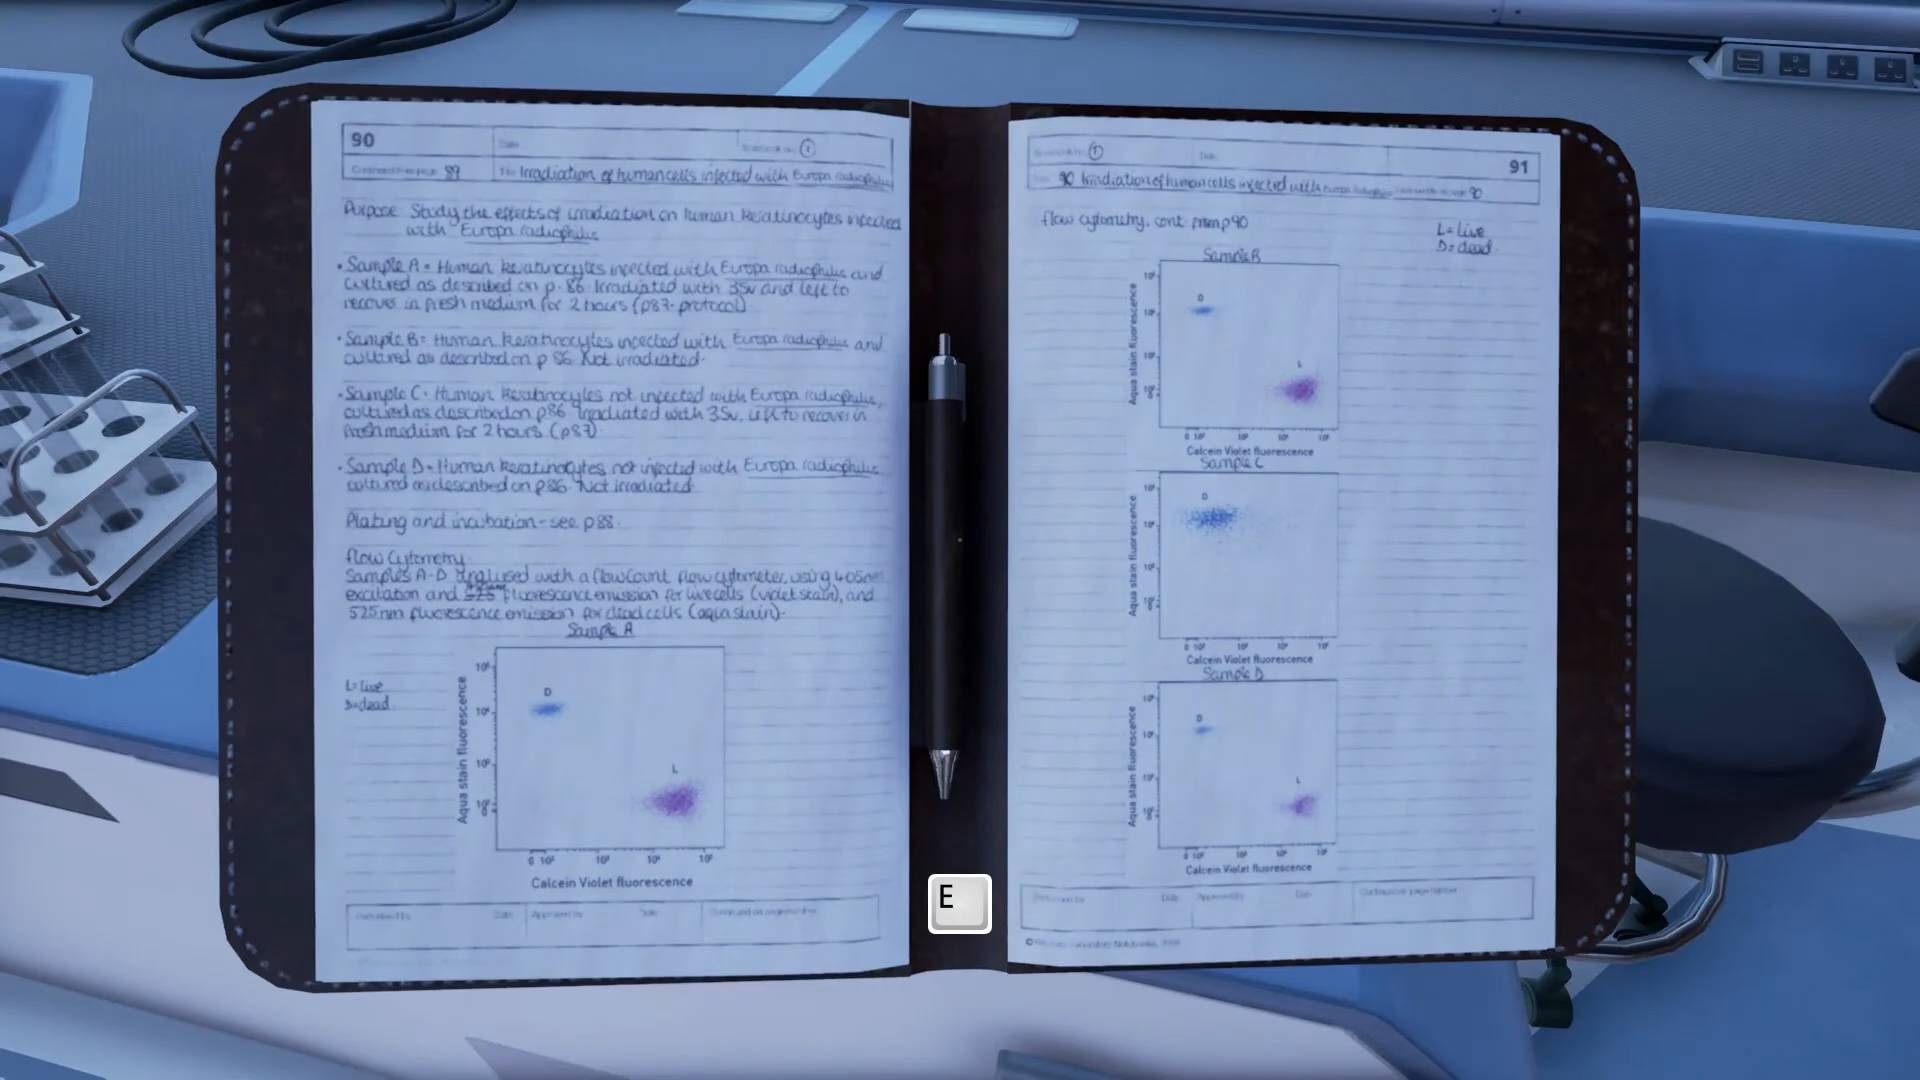 90
89
Irradiation of human cells infected with Europa radiophilus
Purpose: Study the effects of irradiation on human keratinocytes infected
with Europa radiophilus
• Sample A = Human keratinocytes infected with Europa radiophilus and
cultured as described on p. 86. Irradiated with 3Sv and left to
recover in fresh medium for 2 hours (p87-protocol)
• Sample B = Human keratinocytes infected with Europa radiophilus and
cultured as described on p 86. Not irradiated.
• Sample C = Human keratinocytes not infected with Europa radiophilus,
cultured as described on p86. Irradiated with 3Sv. Left to recover in
fresh medium for 2 hours (p87)
• Sample D = Human keratinocytes not infected with Europa radiophilus
cultured as described on p86. Not irradiated
Plating and incubation - see p88.
Flow Cytometry
Samples A-D analysed with a flowcount flow cytometer, using 405nm
excitation and fluorescence emission for live cells (violet stain), and
525nm fluorescence emission for dead cells (aqua stain).
Sample A
L=live
D=dead
Aqua stain fluorescence
D
L
0 10² 10³ 10⁴ 10⁵
Calcein Violet fluorescence
E
1
91
90 Irradiation of human cells infected with Europa radiophilus 90
flow cytometry, cont. from p90
L=live
D=dead
Sample B
Aqua stain fluorescence
D
L
Calcein Violet fluorescence
Sample C
Aqua stain fluorescence
D
Calcein Violet fluorescence
Sample D
Aqua stain fluorescence
D
L
Calcein Violet fluorescence